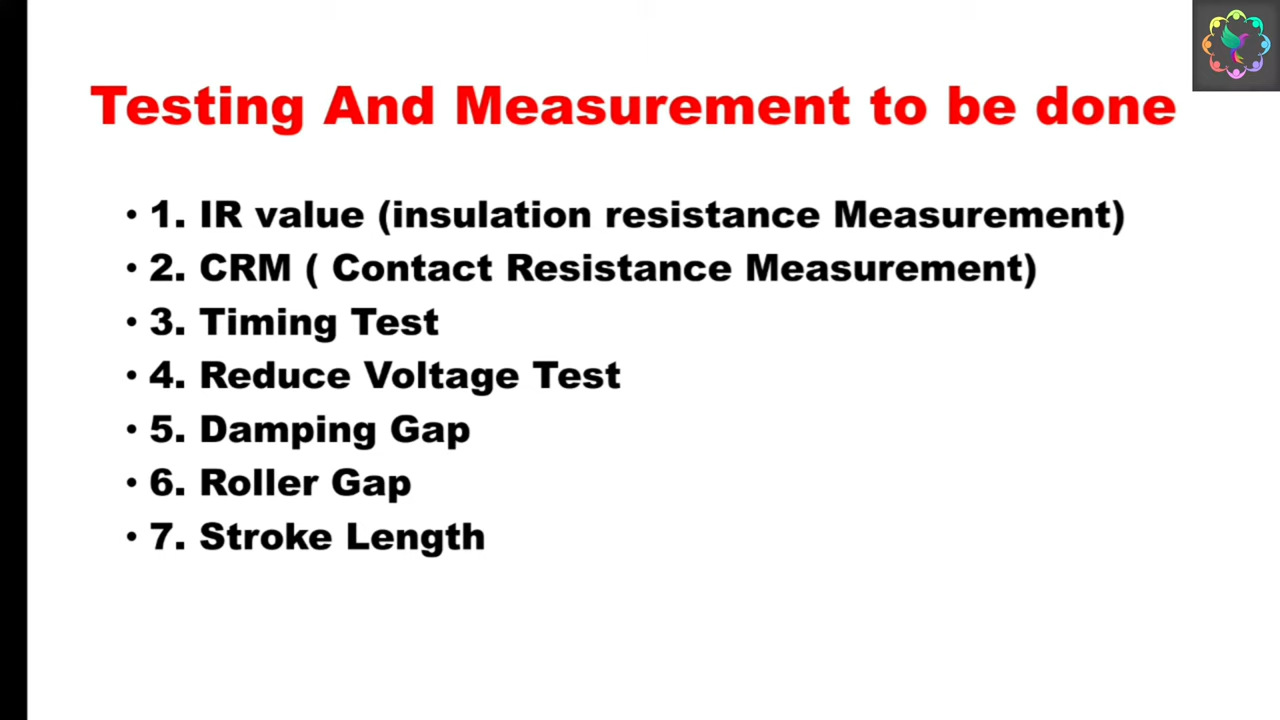 Testing And Measurement to be done
• 1. IR value (insulation resistance Measurement)
• 2. CRM ( Contact Resistance Measurement)
• 3. Timing Test
• 4. Reduce Voltage Test
• 5. Damping Gap
• 6. Roller Gap
• 7. Stroke Length